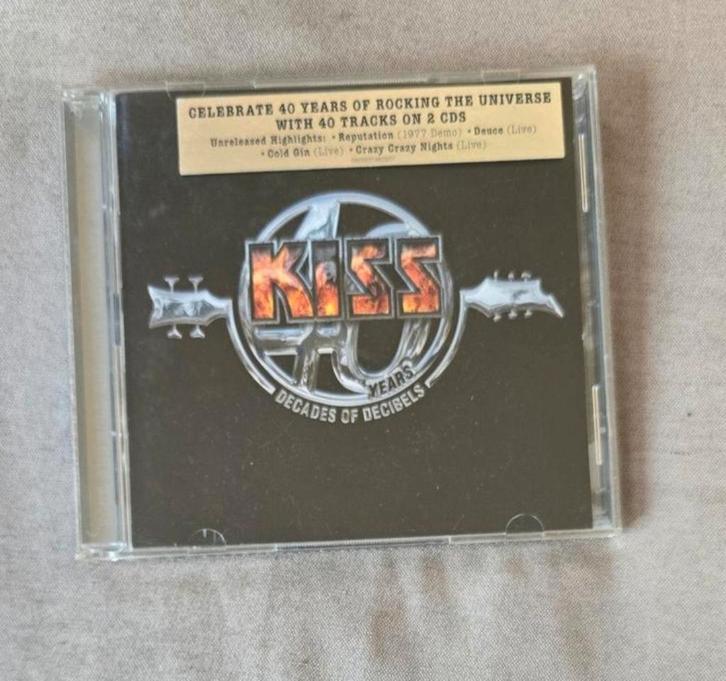 CELEBRATE 40 YEARS OF ROCKING THE UNIVERSE
WITH 40 TRACKS ON 2 CDS
Unreleased Highlights: • Reputation (1977 Demo) • Deuce (Live)
• Cold Gin (Live) • Crazy Crazy Nights (Live)
40
KISS
YEARS
DECADES OF DECIBELS